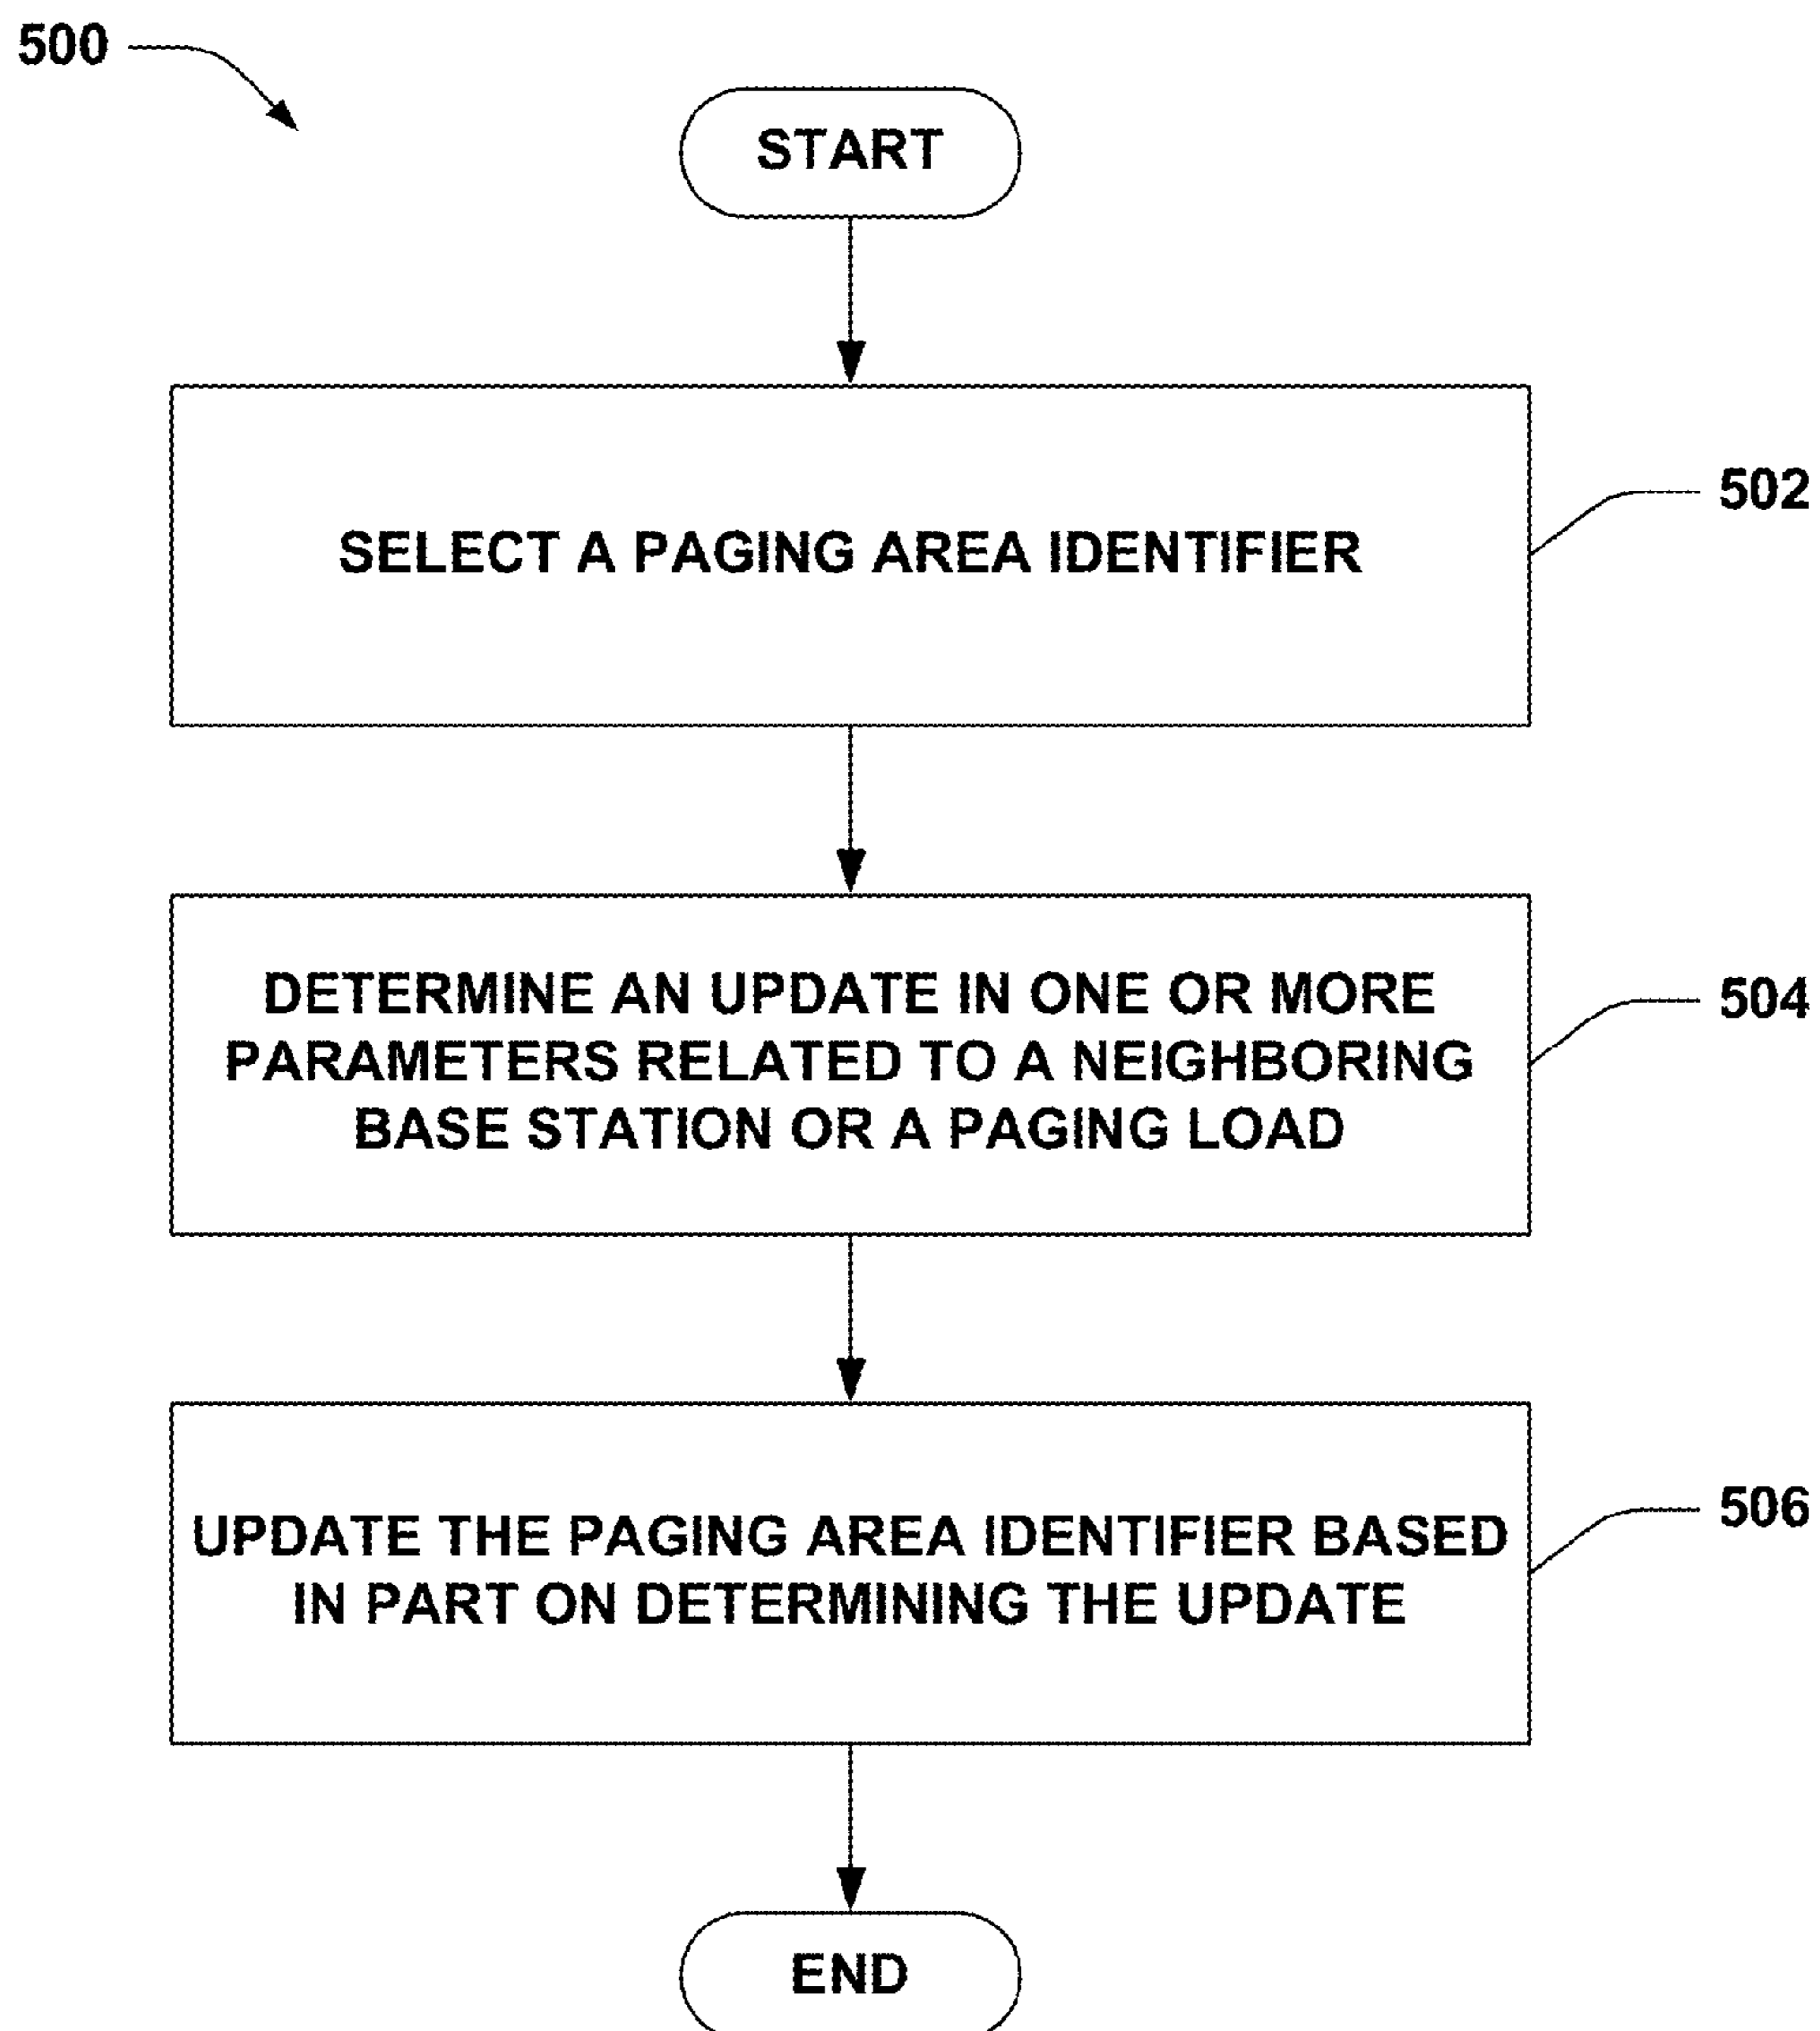 500
START
SELECT A PAGING AREA IDENTIFIER
502
DETERMINE AN UPDATE IN ONE OR MORE
PARAMETERS RELATED TO A NEIGHBORING
BASE STATION OR A PAGING LOAD
504
UPDATE THE PAGING AREA IDENTIFIER BASED
IN PART ON DETERMINING THE UPDATE
506
END